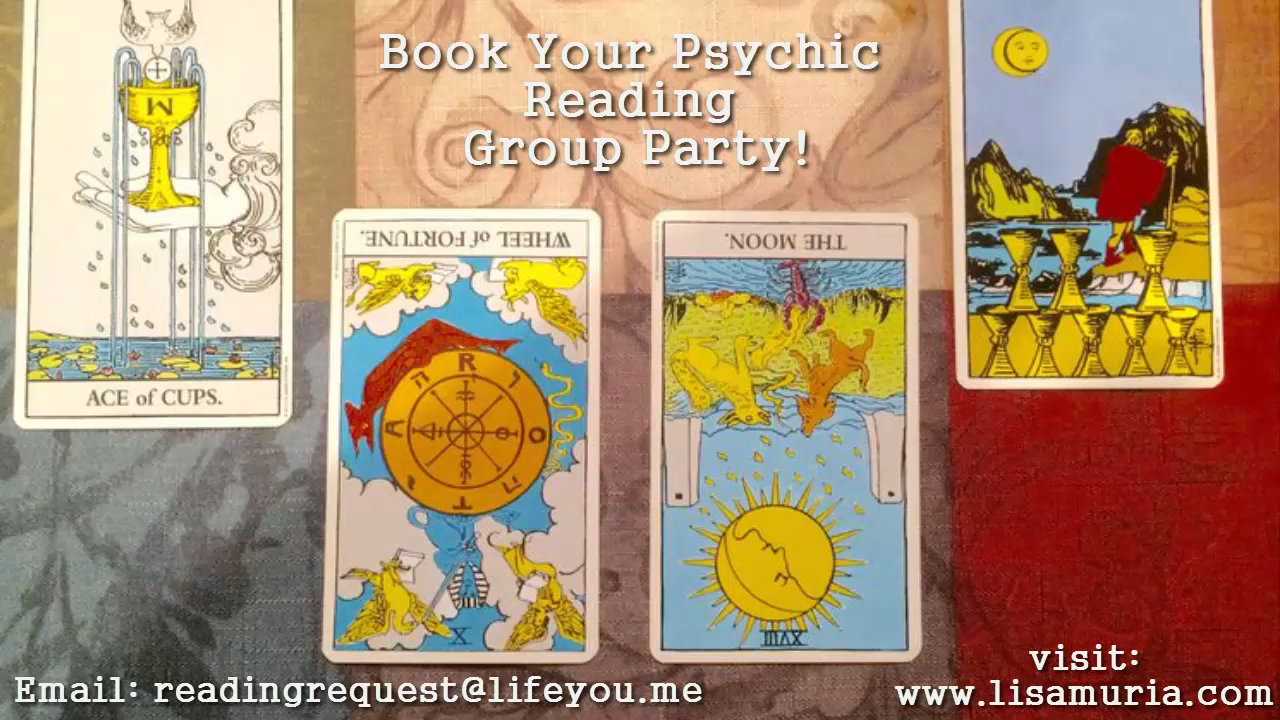 Book Your Psychic
Reading
Group Party!
ACE of CUPS.
WHEEL of FORTUNE.
THE MOON.
X
XVIII
Email: readingrequest@lifeyou.me
visit:
www.lisamuria.com